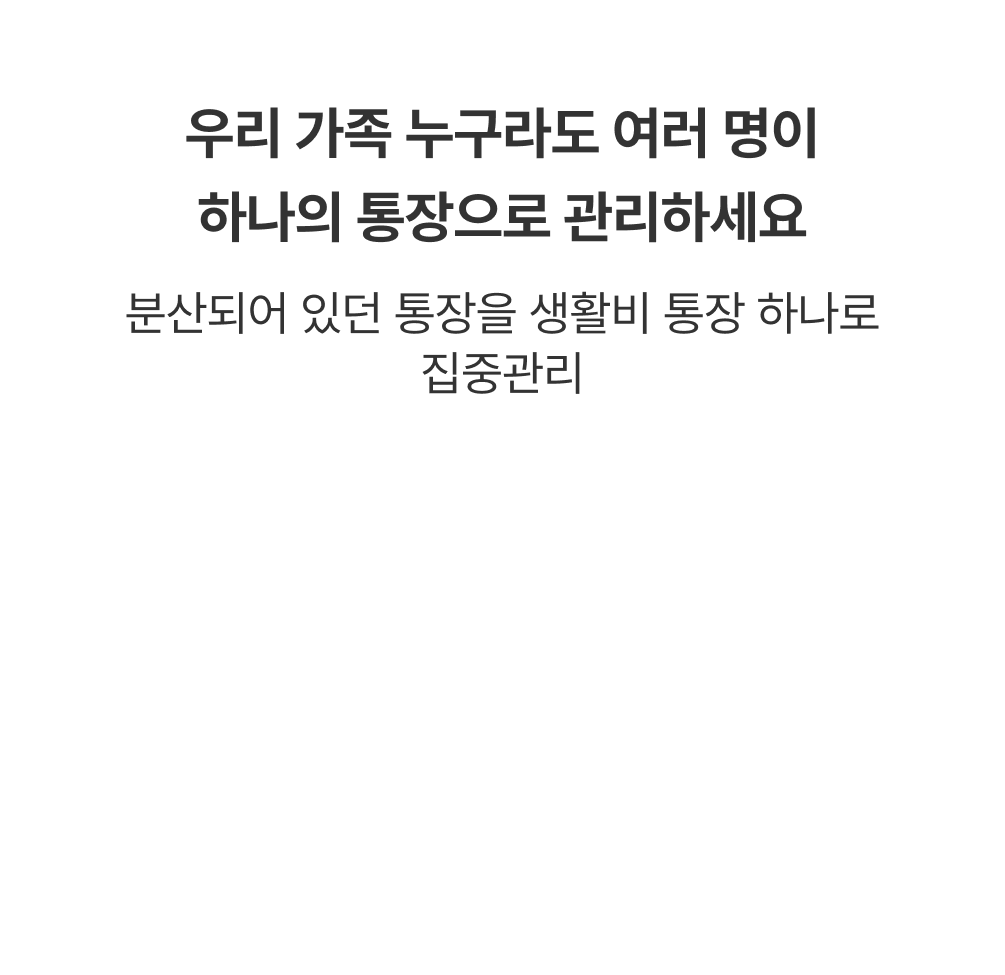 우리 가족 누구라도 여러 명이
하나의 통장으로 관리하세요
분산되어 있던 통장을 생활비 통장 하나로
집중관리